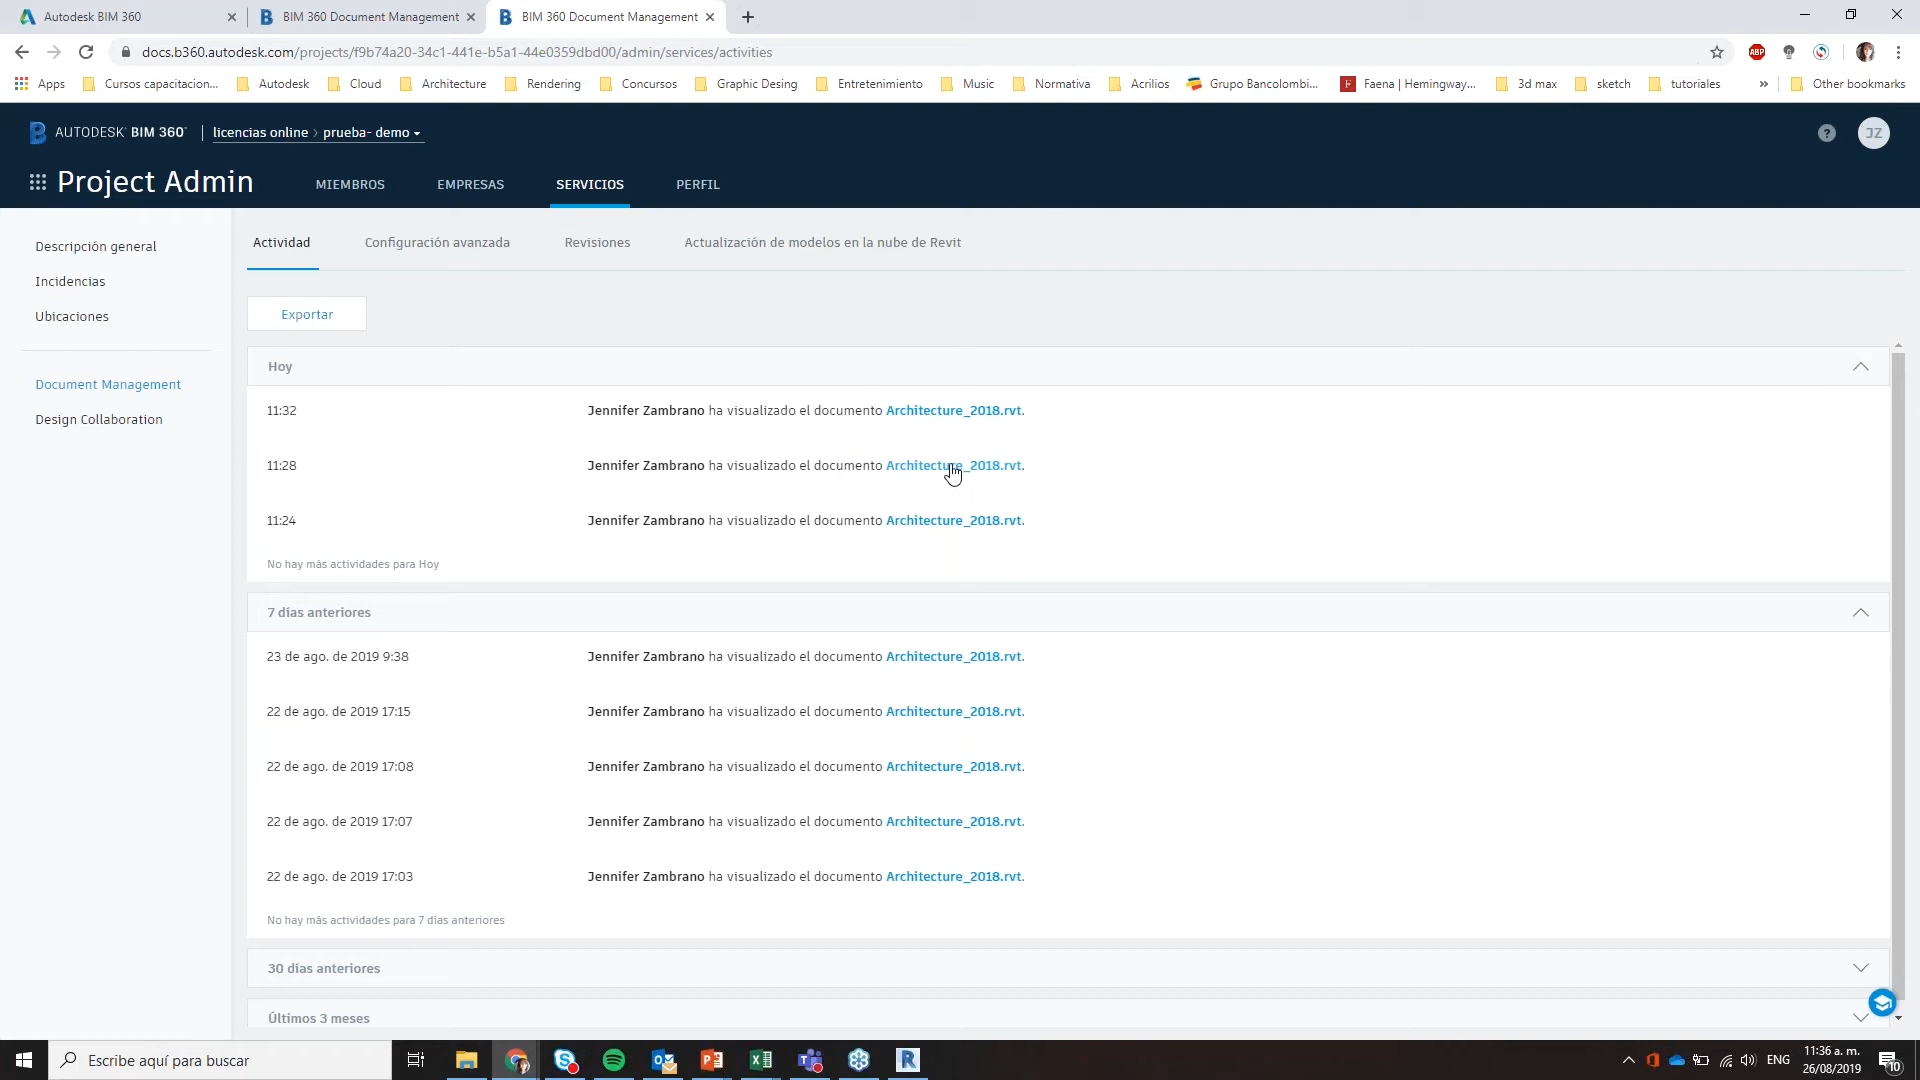 Autodesk BIM 360
BIM 360 Document Management
BIM 360 Document Management
docs.b360.autodesk.com/projects/f9b74a20-34c1-441e-b5a1-44e0359dbd00/admin/services/activities
ABP
Apps
Cursos capacitacion...
Autodesk
Cloud
Architecture
Rendering
Concursos
Graphic Desing
Entretenimiento
Music
Normativa
Acrilios
Grupo Bancolombi...
Faena | Hemingway...
3d max
sketch
tutoriales
»
Other bookmarks
AUTODESK® BIM 360™
licencias online > prueba- demo
?
JZ
Project Admin
MIEMBROS
EMPRESAS
SERVICIOS
PERFIL
Descripción general
Incidencias
Ubicaciones
Document Management
Design Collaboration
Actividad
Configuración avanzada
Revisiones
Actualización de modelos en la nube de Revit
Exportar
Hoy
11:32 Jennifer Zambrano ha visualizado el documento Architecture_2018.rvt.
11:28 Jennifer Zambrano ha visualizado el documento Architecture_2018.rvt.
11:24 Jennifer Zambrano ha visualizado el documento Architecture_2018.rvt.
No hay más actividades para Hoy
7 días anteriores
23 de ago. de 2019 9:38 Jennifer Zambrano ha visualizado el documento Architecture_2018.rvt.
22 de ago. de 2019 17:15 Jennifer Zambrano ha visualizado el documento Architecture_2018.rvt.
22 de ago. de 2019 17:08 Jennifer Zambrano ha visualizado el documento Architecture_2018.rvt.
22 de ago. de 2019 17:07 Jennifer Zambrano ha visualizado el documento Architecture_2018.rvt.
22 de ago. de 2019 17:03 Jennifer Zambrano ha visualizado el documento Architecture_2018.rvt.
No hay más actividades para 7 días anteriores
30 días anteriores
Últimos 3 meses
Escribe aquí para buscar
ENG
11:36 a. m.
26/08/2019
10